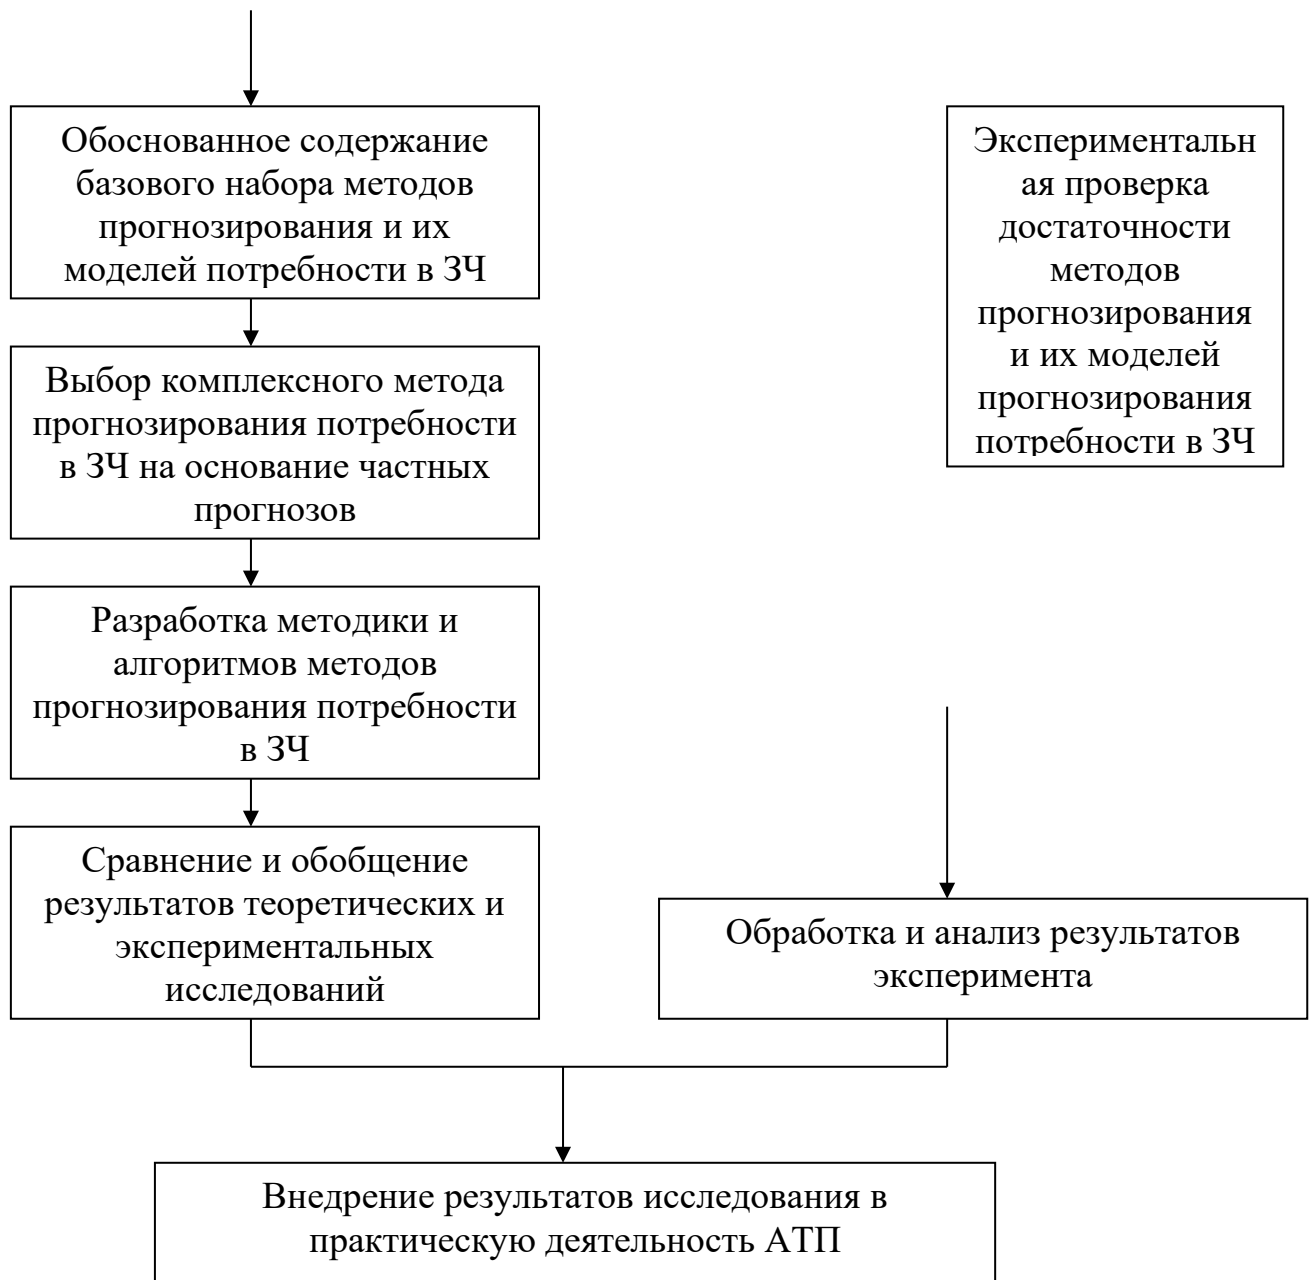 Обоснованное содержание
базового набора методов
прогнозирования и их
моделей потребности в ЗЧ
Выбор комплексного метода
прогнозирования потребности
в ЗЧ на основание частных
прогнозов
Разработка методики и
алгоритмов методов
прогнозирования потребности
в ЗЧ
Сравнение и обобщение
результатов теоретических и
экспериментальных
исследований
Экспериментальн
ая проверка
достаточности
методов
прогнозирования
и их моделей
прогнозирования
потребности в ЗЧ
Обработка и анализ результатов
эксперимента
Внедрение результатов исследования в
практическую деятельность АТП